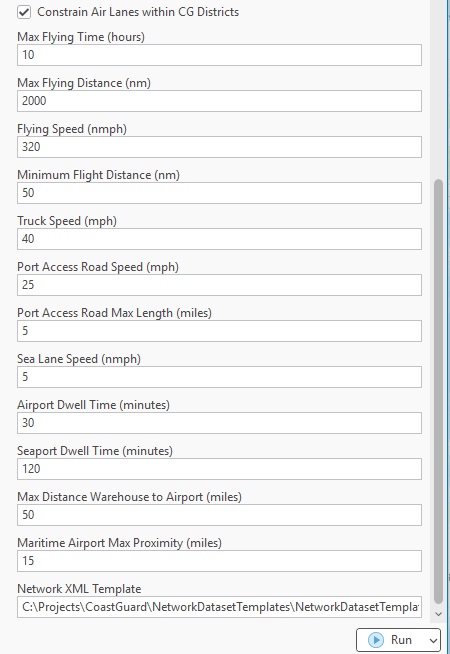 Constrain Air Lanes within CG Districts
Max Flying Time (hours)
10
Max Flying Distance (nm)
2000
Flying Speed (nmph)
320
Minimum Flight Distance (nm)
50
Truck Speed (mph)
40
Port Access Road Speed (mph)
25
Port Access Road Max Length (miles)
5
Sea Lane Speed (nmph)
5
Airport Dwell Time (minutes)
30
Seaport Dwell Time (minutes)
120
Max Distance Warehouse to Airport (miles)
50
Maritime Airport Max Proximity (miles)
15
Network XML Template
C:\Projects\CoastGuard\NetworkDatasetTemplates\NetworkDatasetTemplat
Run